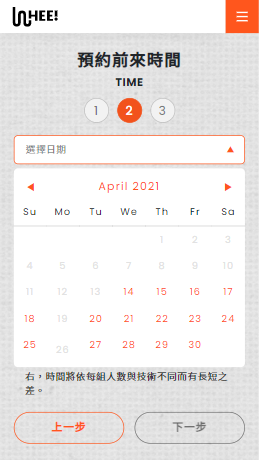 WHEE!
預約前來時間
TIME
1 2 3
選擇日期
April 2021
Su Mo Tu We Th Fr Sa
1 2 3
4 5 6 7 8 9 10
11 12 13 14 15 16 17
18 19 20 21 22 23 24
25 26 27 28 29 30
右，時間將依每組人數與技術不同而有長短之
差。
上一步 下一步